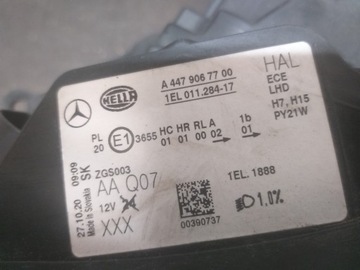 HELLA
A 447 906 7700
1EL 011.284-17
HAL
ECE
LHD
H7, H15
PY21W
PL
20
E1
3655 HC HR RL A
01 01 00 02
1b
01
ZGS003
AA Q07
12V
XXX
1EL. 1888
00390737
1.0%
27.10.20 09:09
Made in Slovakia SK